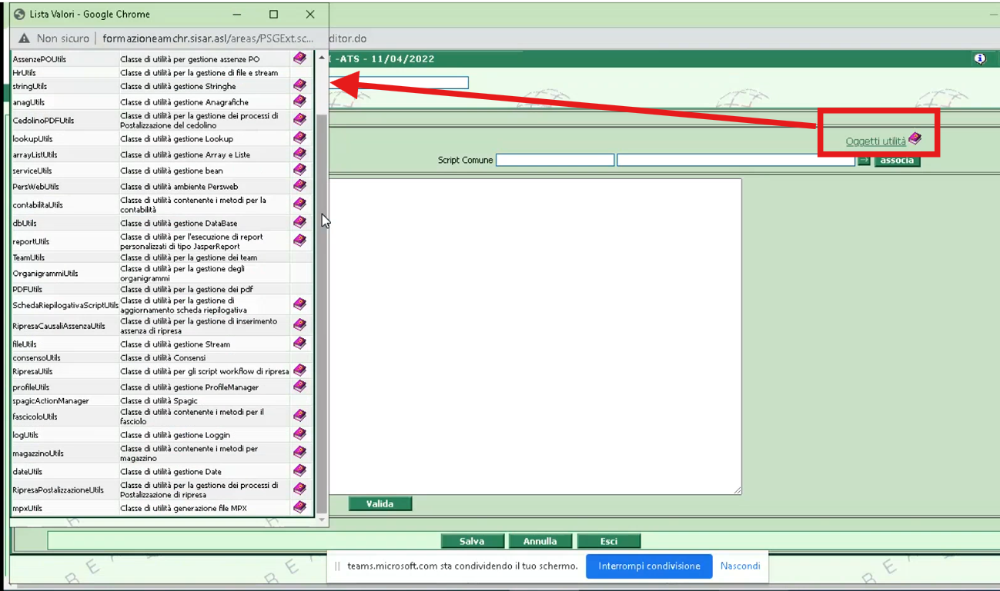 Lista Valori - Google Chrome
Non sicuro | formazioneamchr.sisar.asl/areas/PSGExt.sc... ditor.do
-ATS - 11/04/2022
AssenzePOUtils Classe di utilità per gestione assenze PO
HrUtils Classe di utilità per la gestione di file e stream
stringUtils Classe di utilità gestione Stringhe
anagUtils Classe di utilità gestione Anagrafiche
CedolinoPDFUtils Classe di utilità per la gestione dei processi di
Postalizzazione del cedolino
lookupUtils Classe di utilità gestione Lookup
arrayListUtils Classe di utilità gestione Array e Liste
serviceUtils Classe di utilità gestione bean
PersWebUtils Classe di utilità ambiente Persweb
contabilitaUtils Classe di utilità contenente i metodi per la
contabilità
dbUtils Classe di utilità gestione DataBase
reportUtils Classe di utilità per l'esecuzione di report
personalizzati di tipo JasperReport
TeamUtils Classe di utilità per la gestione dei team
OrganigrammiUtils Classe di utilità per la gestione degli
organigrammi
PDFUtils Classe di utilità per la gestione dei pdf
SchedaRiepilogativaScriptUtils Classe di utilità per la gestione di
aggiornamento scheda riepilogativa
RipresaCausaliAssenzaUtils Classe di utilità per la gestione di inserimento
assenza di ripresa
fileUtils Classe di utilità gestione Stream
consensoUtils Classe di utilità Consensi
RipresaUtils Classe di utilità per gli script workflow di ripresa
profileUtils Classe di utilità gestione ProfileManager
spagicActionManager Classe di utilità Spagic
fascicoloUtils Classe di utilità contenente i metodi per il
fasciolo
logUtils Classe di utilità gestione Loggin
magazzinoUtils Classe di utilità contenente i metodi per
magazzino
dateUtils Classe di utilità gestione Date
RipresaPostalizzazioneUtils Classe di utilità per la gestione dei processi di
Postalizzazione di ripresa
mpxUtils Classe di utilità generazione file MPX
Oggetti utilità
Script Comune
associa
Valida
Salva Annulla Esci
teams.microsoft.com sta condividendo il tuo schermo. Interrompi condivisione Nascondi